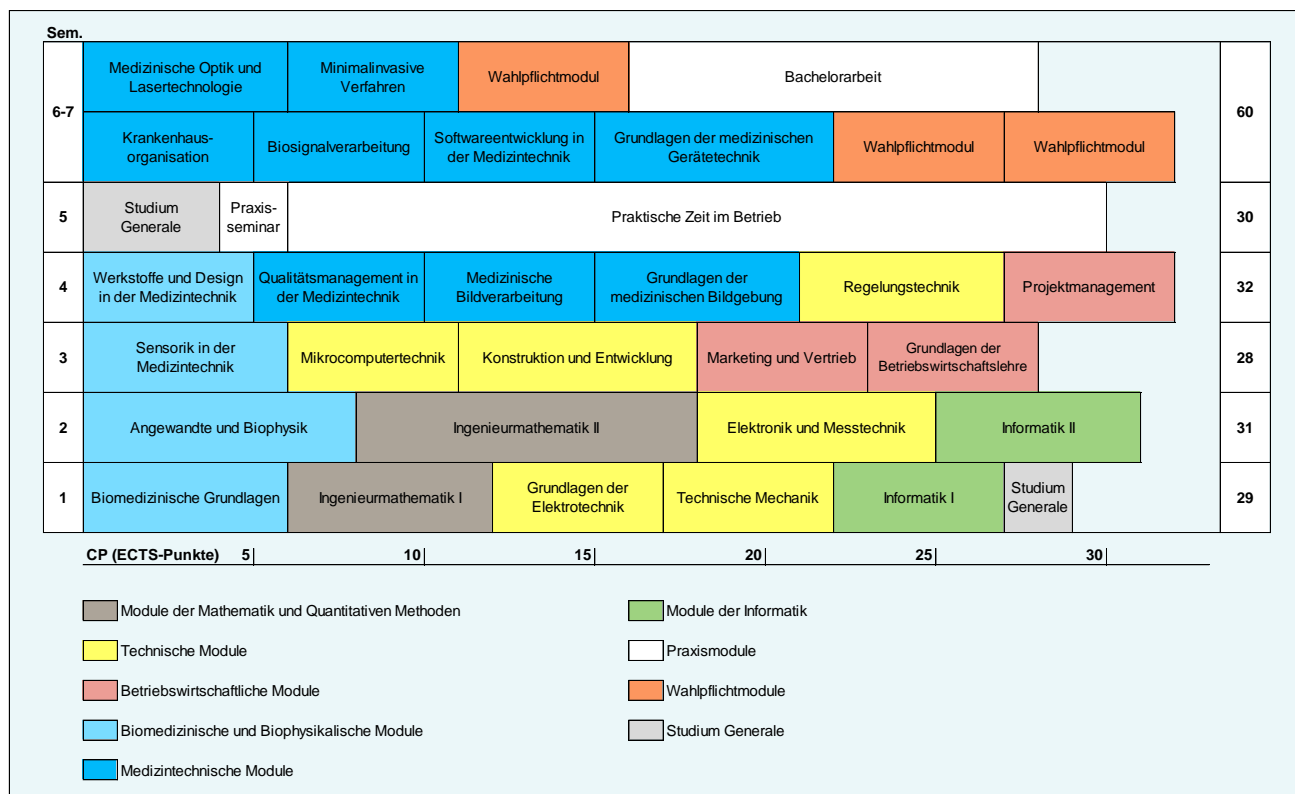 Sem.
Medizinische Optik und
Lasertechnologie
Minimalinvasive
Verfahren
Wahlpflichtmodul
Bachelorarbeit
6-7
60
Krankenhaus-
organisation
Biosignalverarbeitung
Softwareentwicklung in
der Medizintechnik
Grundlagen der medizinischen
Gerätetechnik
Wahlpflichtmodul
Wahlpflichtmodul
5
Studium
Generale
Praxis-
seminar
Praktische Zeit im Betrieb
30
4
Werkstoffe und Design
in der Medizintechnik
Qualitätsmanagement in
der Medizintechnik
Medizinische
Bildverarbeitung
Grundlagen der
medizinischen Bildgebung
Regelungstechnik
Projektmanagement
32
3
Sensorik in der
Medizintechnik
Mikrocomputertechnik
Konstruktion und Entwicklung
Marketing und Vertrieb
Grundlagen der
Betriebswirtschaftslehre
28
2
Angewandte und Biophysik
Ingenieurmathematik II
Elektronik und Messtechnik
Informatik II
31
1
Biomedizinische Grundlagen
Ingenieurmathematik I
Grundlagen der
Elektrotechnik
Technische Mechanik
Informatik I
Studium
Generale
29
CP (ECTS-Punkte) 5 10 15 20 25 30
Module der Mathematik und Quantitativen Methoden
Technische Module
Betriebswirtschaftliche Module
Biomedizinische und Biophysikalische Module
Medizintechnische Module
Module der Informatik
Praxismodule
Wahlpflichtmodule
Studium Generale